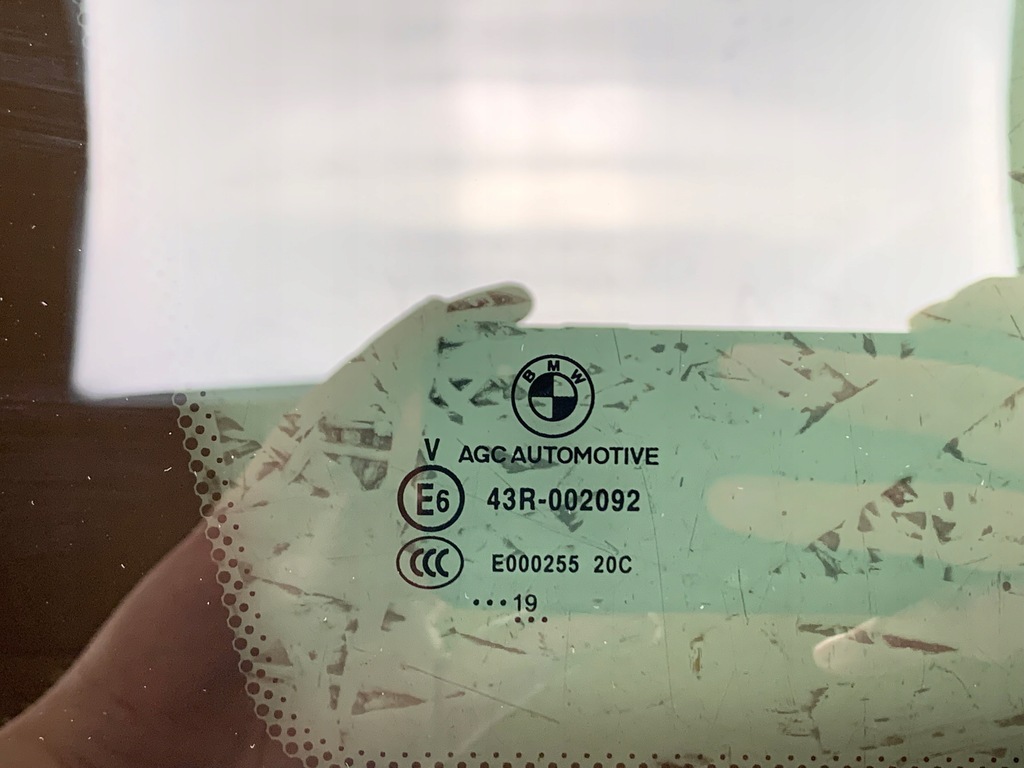 BMW
V AGC AUTOMOTIVE
E6 43R-002092
CCC E000255 20C
...19